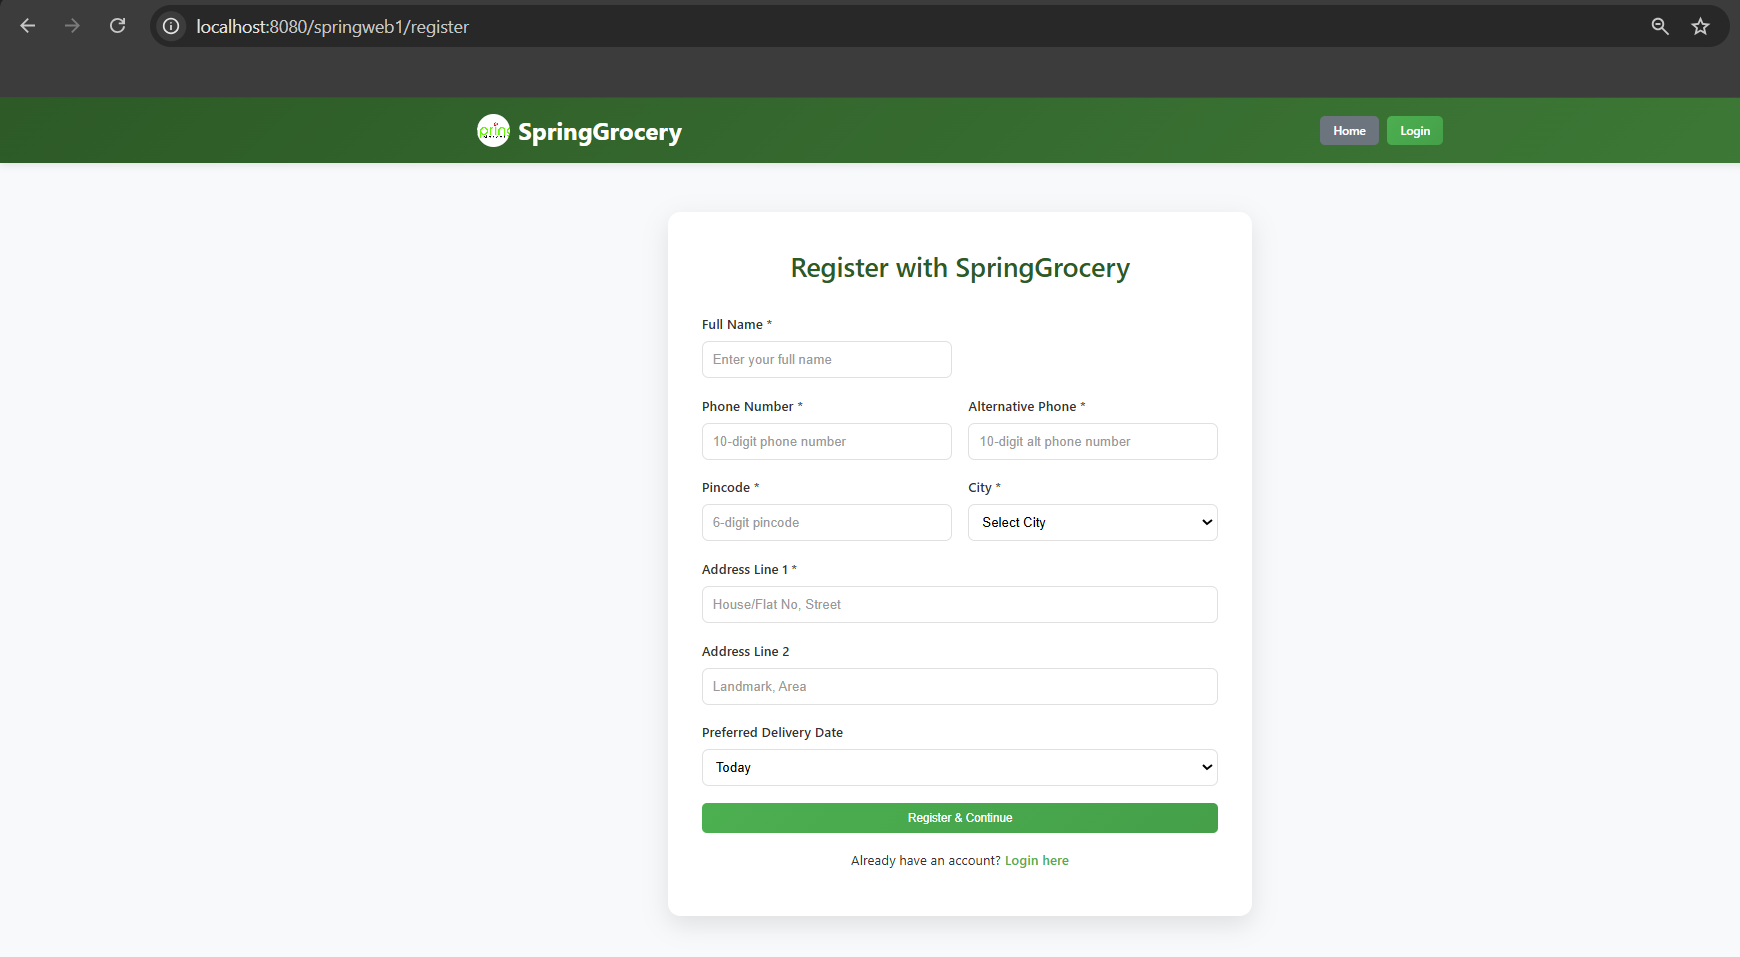 localhost:8080/springweb1/register
SpringGrocery
Home
Login
Register with SpringGrocery
Full Name *
Enter your full name
Phone Number *
Alternative Phone *
10-digit phone number
10-digit alt phone number
Pincode *
City *
6-digit pincode
Select City
Address Line 1 *
House/Flat No, Street
Address Line 2
Landmark, Area
Preferred Delivery Date
Today
Register & Continue
Already have an account? Login here